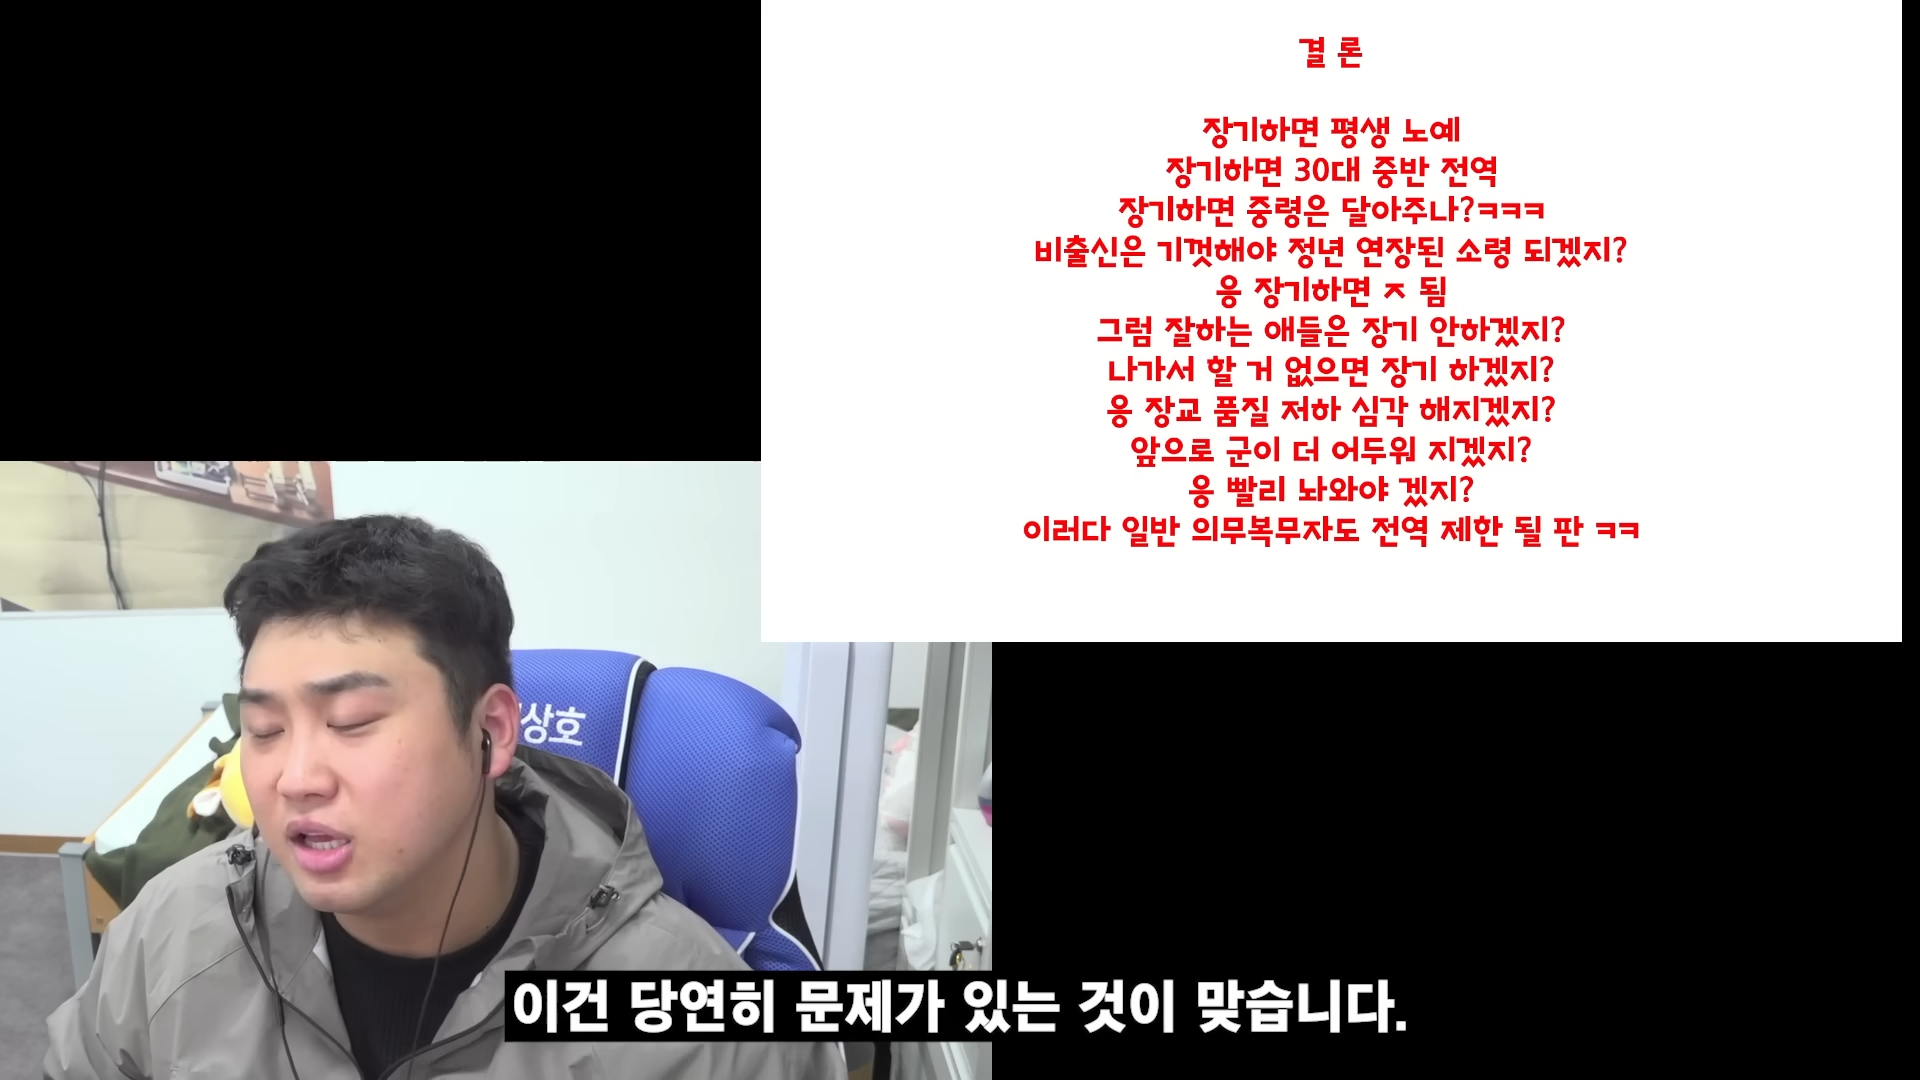 결 론
장기하면 평생 노예
장기하면 30대 중반 전역
장기하면 중령은 달아주나?ㅋㅋㅋ
비출신은 기껏해야 정년 연장된 소령 되겠지?
응 장기하면 ㅈ 됨
그럼 잘하는 애들은 장기 안하겠지?
나가서 할 거 없으면 장기 하겠지?
응 장교 품질 저하 심각 해지겠지?
앞으로 군이 더 어두워 지겠지?
응 빨리 놔와야 겠지?
이러다 일반 의무복무자도 전역 제한 될 판 ㅋㅋ
상호
이건 당연히 문제가 있는 것이 맞습니다.